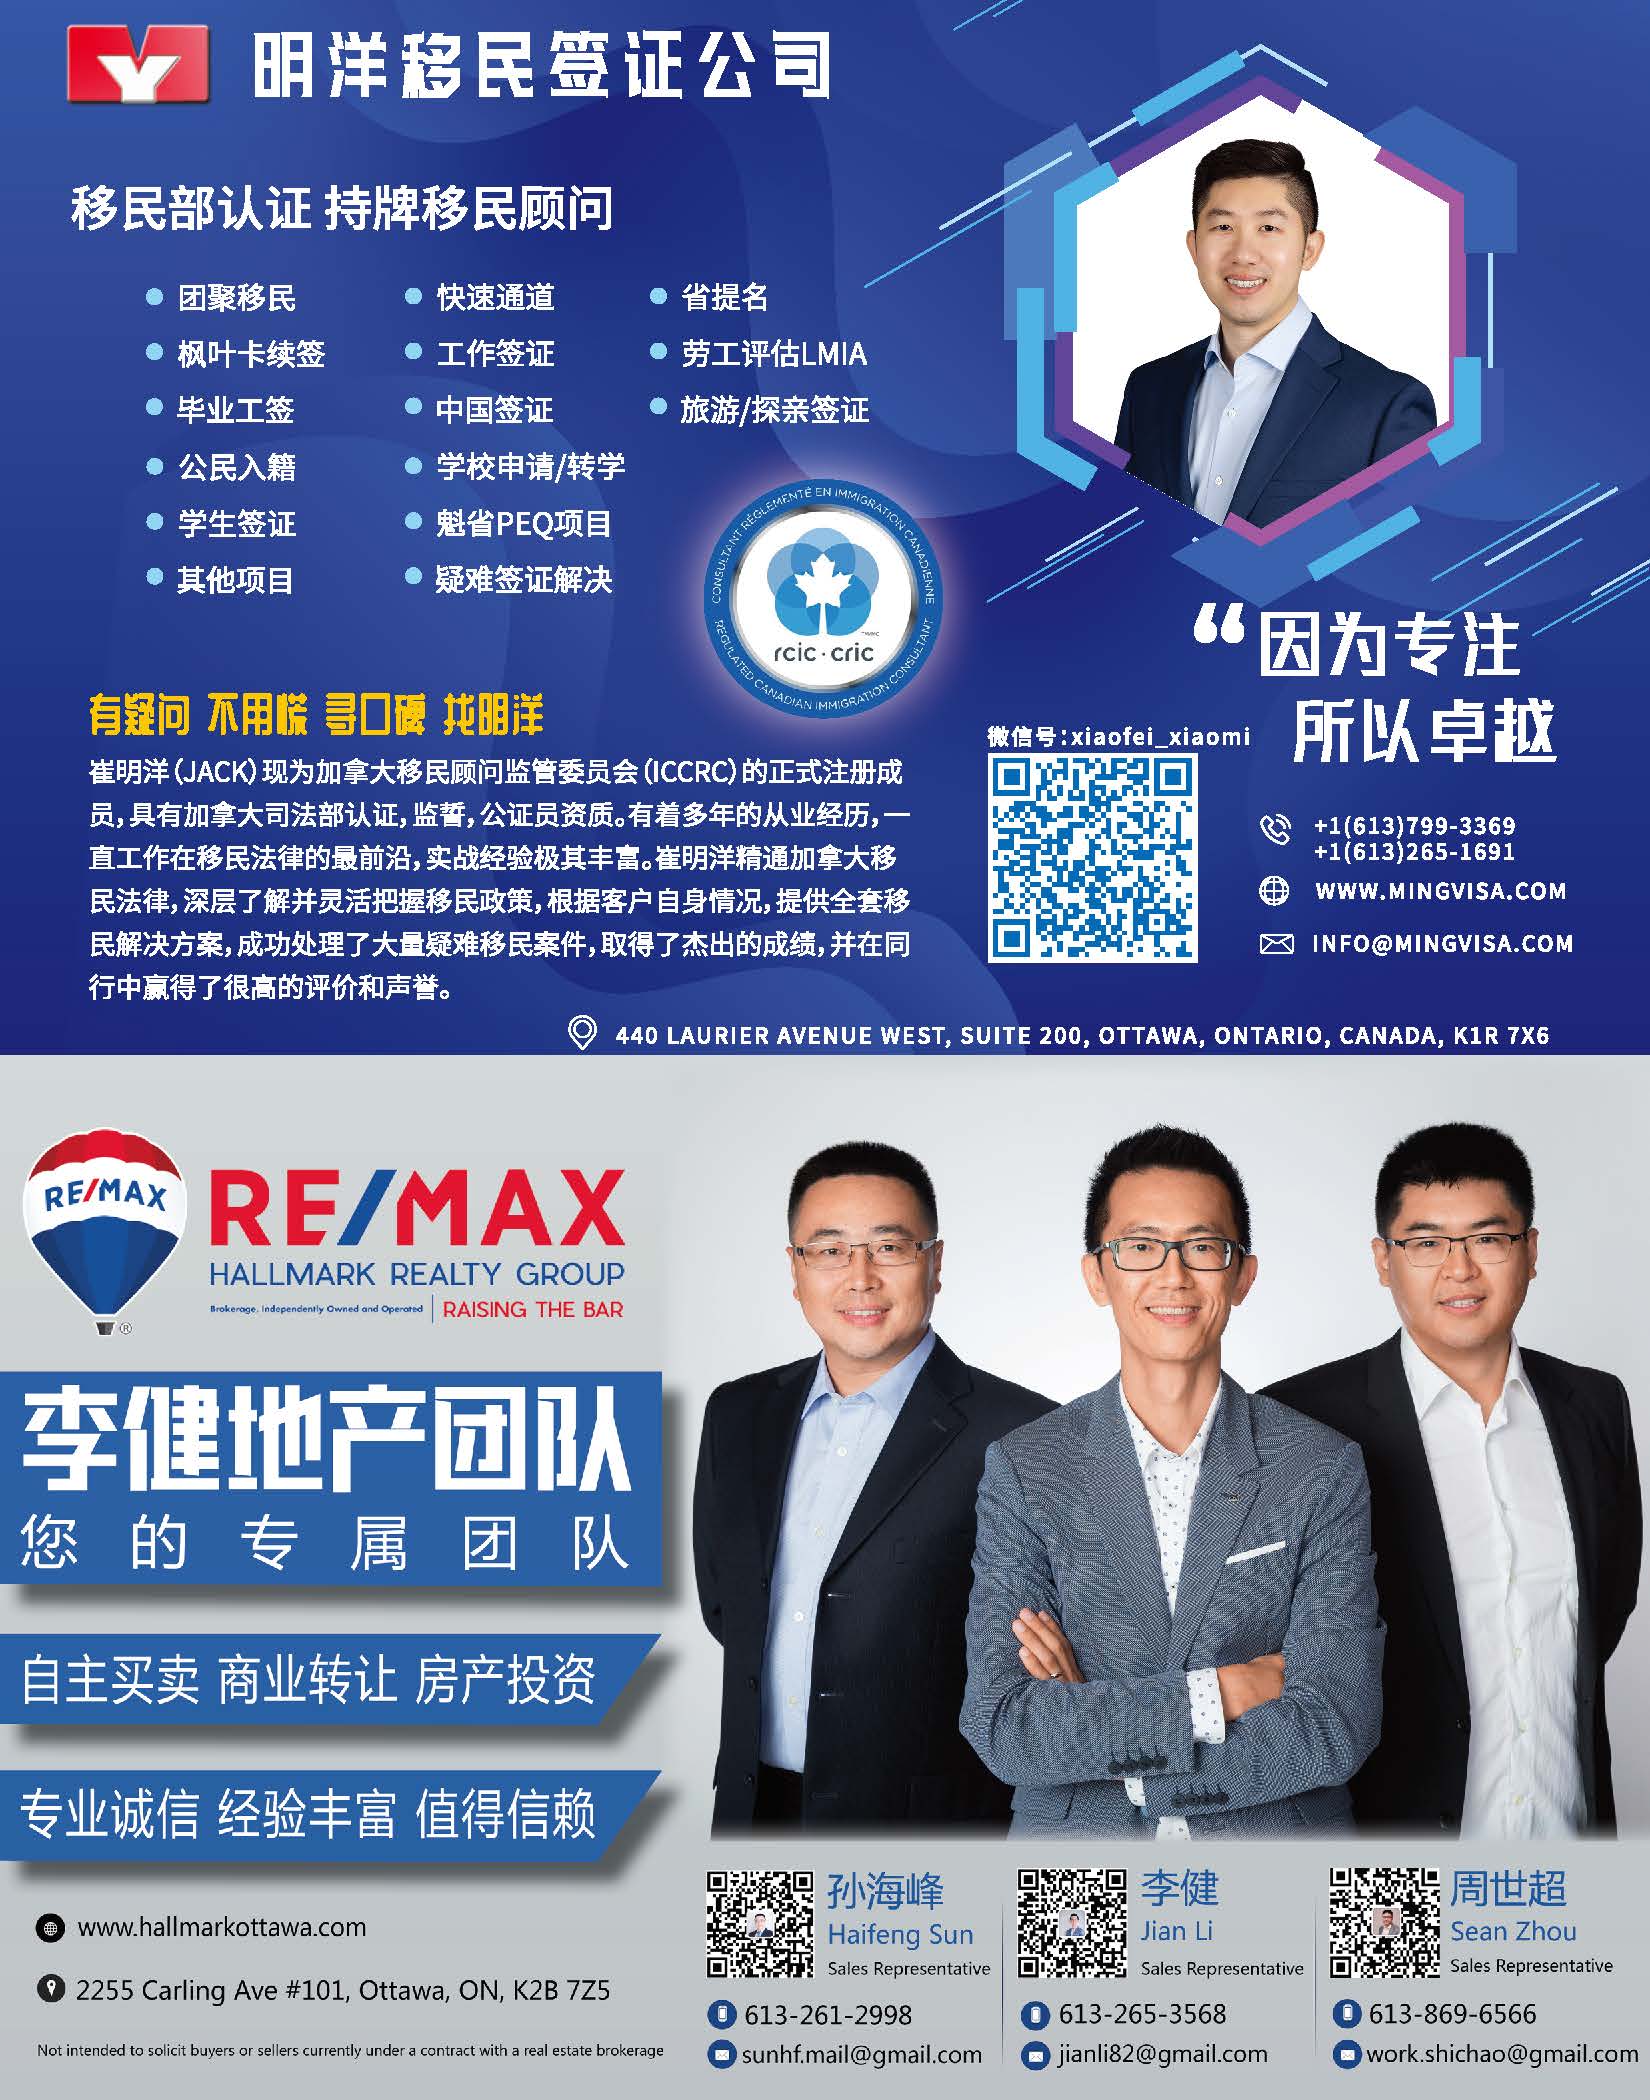 明洋移民签证公司
移民部认证 持牌移民顾问
团聚移民
快速通道
省提名
枫叶卡续签
工作签证
劳工评估LMIA
毕业工签
中国签证
旅游/探亲签证
公民入籍
学校申请/转学
学生签证
魁省PEQ项目
其他项目
疑难签证解决
CONSULTANT RÉGLEMENTÉ EN IMMIGRATION CANADIENNE
rcic·cric
REGULATED CANADIAN IMMIGRATION CONSULTANT
“因为专注
所以卓越
有疑问 不用慌 寻口碑 找明洋
崔明洋(JACK)现为加拿大移民顾问监管委员会(ICCRC)的正式注册成
员,具有加拿大司法部认证,监誓,公证员资质。有着多年的从业经历,一
直工作在移民法律的最前沿,实战经验极其丰富。崔明洋精通加拿大移
民法律,深层了解并灵活把握移民政策,根据客户自身情况,提供全套移
民解决方案,成功处理了大量疑难移民案件,取得了杰出的成绩,并在同
行中赢得了很高的评价和声誉。
微信号:xiaofei_xiaomi
+1(613)799-3369
+1(613)265-1691
WWW.MINGVISA.COM
INFO@MINGVISA.COM
440 LAURIER AVENUE WEST, SUITE 200, OTTAWA, ONTARIO, CANADA, K1R 7X6
RE/MAX
RE/MAX
HALLMARK REALTY GROUP
Brokerage, Independently Owned and Operated
RAISING THE BAR
李健地产团队
您的专属团队
自主买卖 商业转让 房产投资
专业诚信 经验丰富 值得信赖
www.hallmarkottawa.com
2255 Carling Ave #101, Ottawa, ON, K2B 7Z5
Not intended to solicit buyers or sellers currently under a contract with a real estate brokerage
孙海峰
Haifeng Sun
Sales Representative
613-261-2998
sunhf.mail@gmail.com
李健
Jian Li
Sales Representative
613-265-3568
jianli82@gmail.com
周世超
Sean Zhou
Sales Representative
613-869-6566
work.shichao@gmail.com